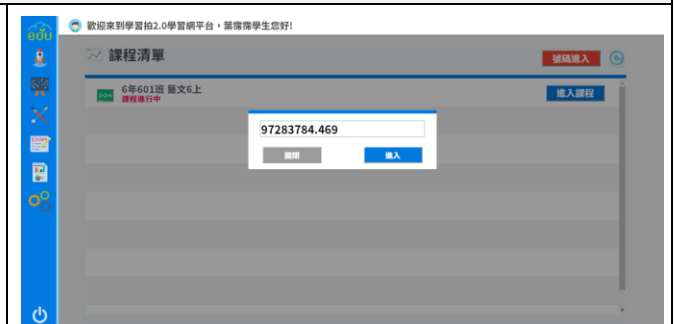 edu
歡迎來到學習拍2.0學習網平台，葉霈霈學生您好!
課程清單
號碼進入
6年601班 藝文6上
課程進行中
進入課程
97283784.469
關閉
進入